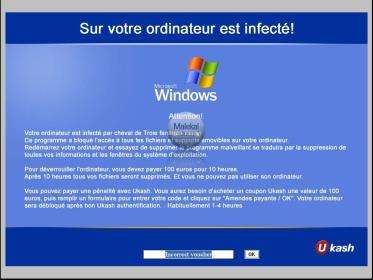 Sur votre ordinateur est infecté!
Microsoft
Windows
Attention!
Malekal
Votre ordinateur est infecté par cheval de Troie
Ce programme a bloqué l'accès à tous les fichiers et amovibles sur votre ordinateur.
Redémarrez votre ordinateur et essayez de supprimer le programme malveillant se traduira par la suppression de
toutes vos informations et les fenêtres du système d'exploitation.
Pour déverrouiller l'ordinateur, vous devez payer 100 euros pour 10 heures.
Après 10 heures tous vos fichiers seront supprimés. Et vous ne pouvez pas utiliser son ordinateur.
Vous pouvez payer une pénalité avec Ukash. Vous aurez besoin d'acheter un coupon Ukash une valeur de 100
euros, puis remplir un formulaire pour entrer votre code et cliquez sur "Amendes payante / OK". Votre ordinateur
sera débloqué après bon Ukash authentification. . Habituellement 1-4 heures
Ukash
Incorrect voucher
OK